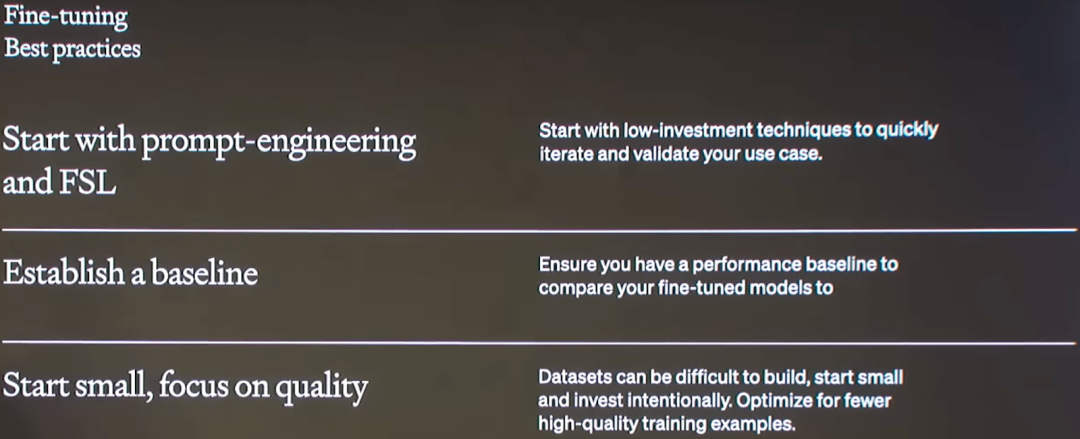 Fine-tuning
Best practices
Start with prompt-engineering
and FSL
Start with low-investment techniques to quickly
iterate and validate your use case.
Establish a baseline
Ensure you have a performance baseline to
compare your fine-tuned models to
Start small, focus on quality
Datasets can be difficult to build, start small
and invest intentionally. Optimize for fewer
high-quality training examples.